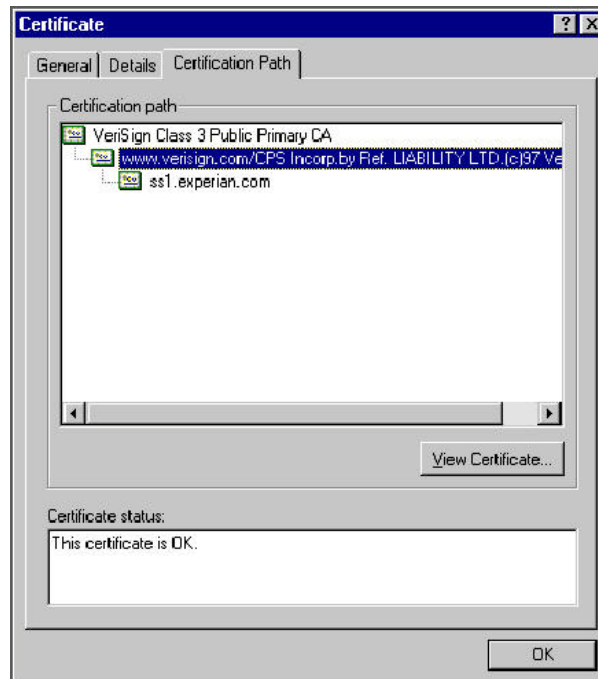 Certificate
General Details Certification Path
Certification path
VeriSign Class 3 Public Primary CA
www.verisign.com/CPS Incorp.by Ref. LIABILITY LTD.(c)97 Ve
ss1.experian.com
View Certificate...
Certificate status:
This certificate is OK.
OK